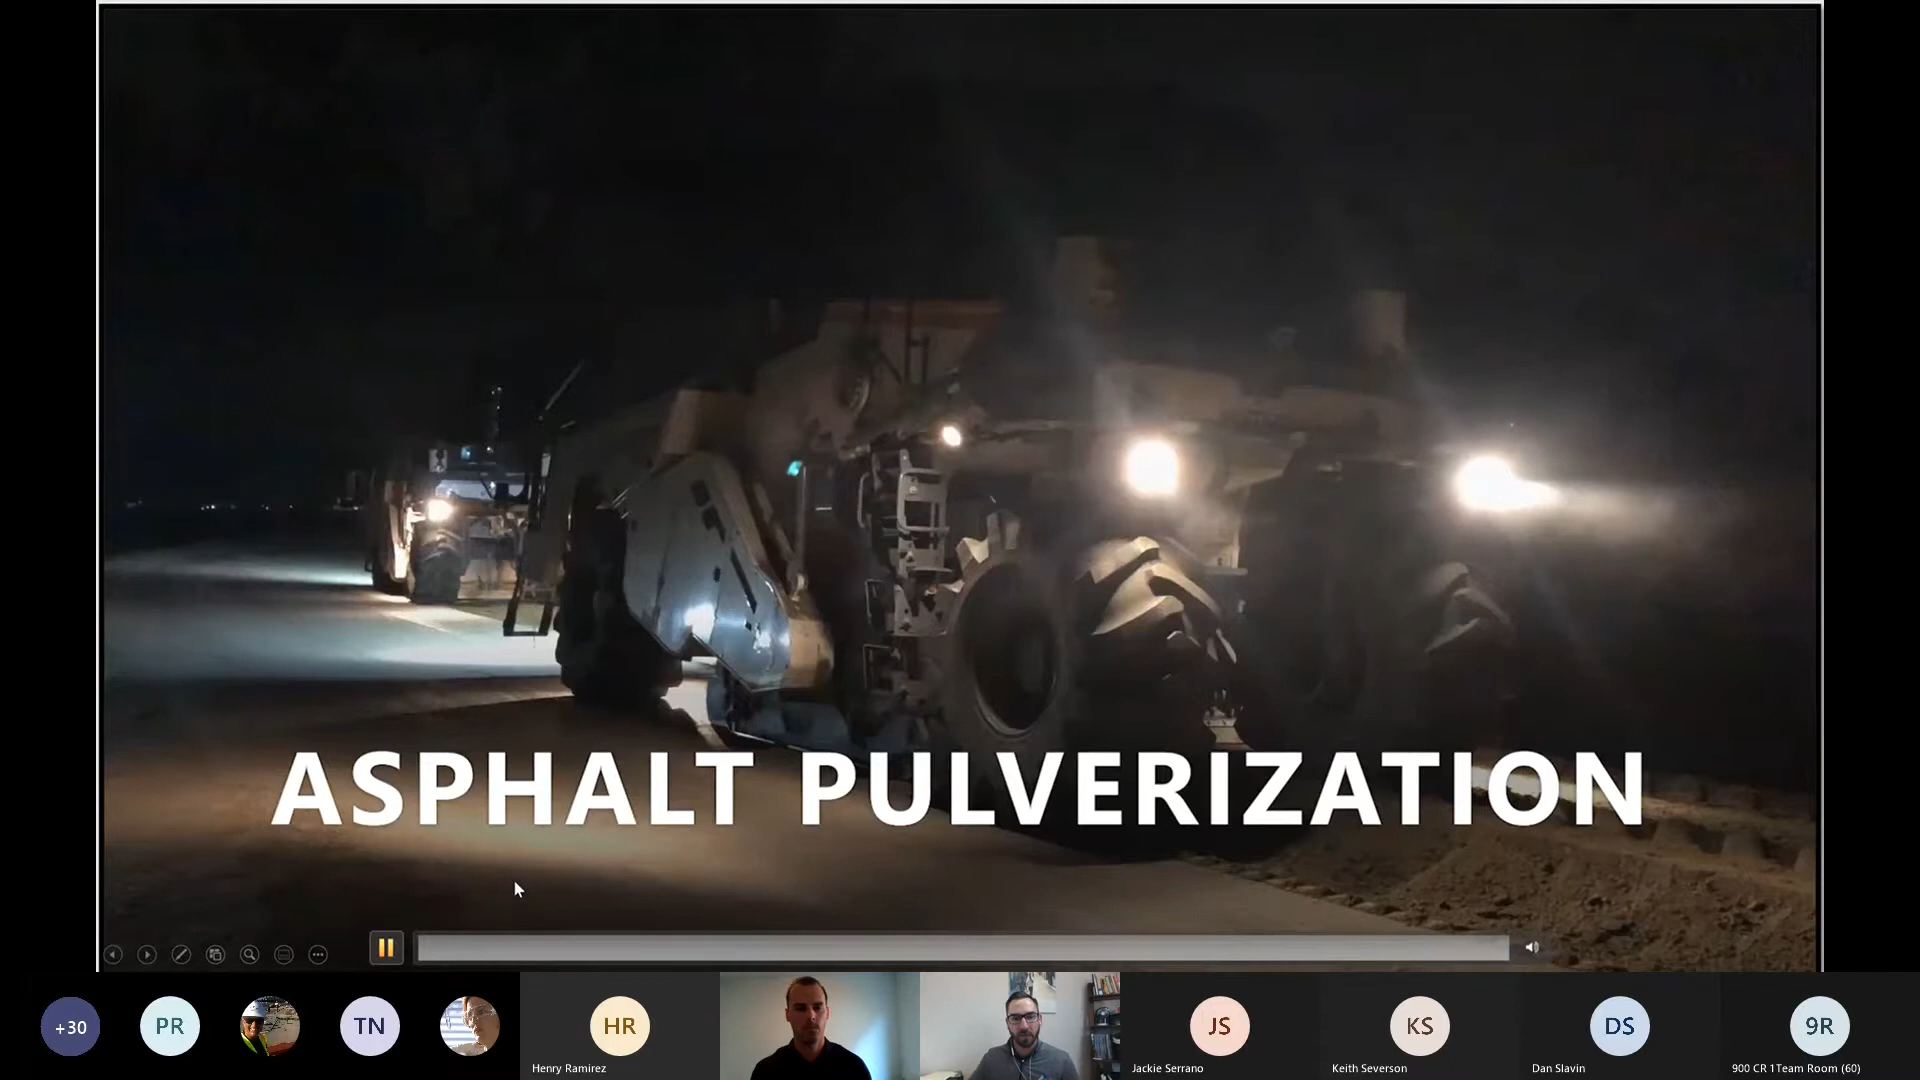 ASPHALT PULVERIZATION
+30
PR
TN
HR
JS
KS
DS
9R
Henry Ramirez
Jackie Serrano
Keith Severson
Dan Slavin
900 CR 1Team Room (60)